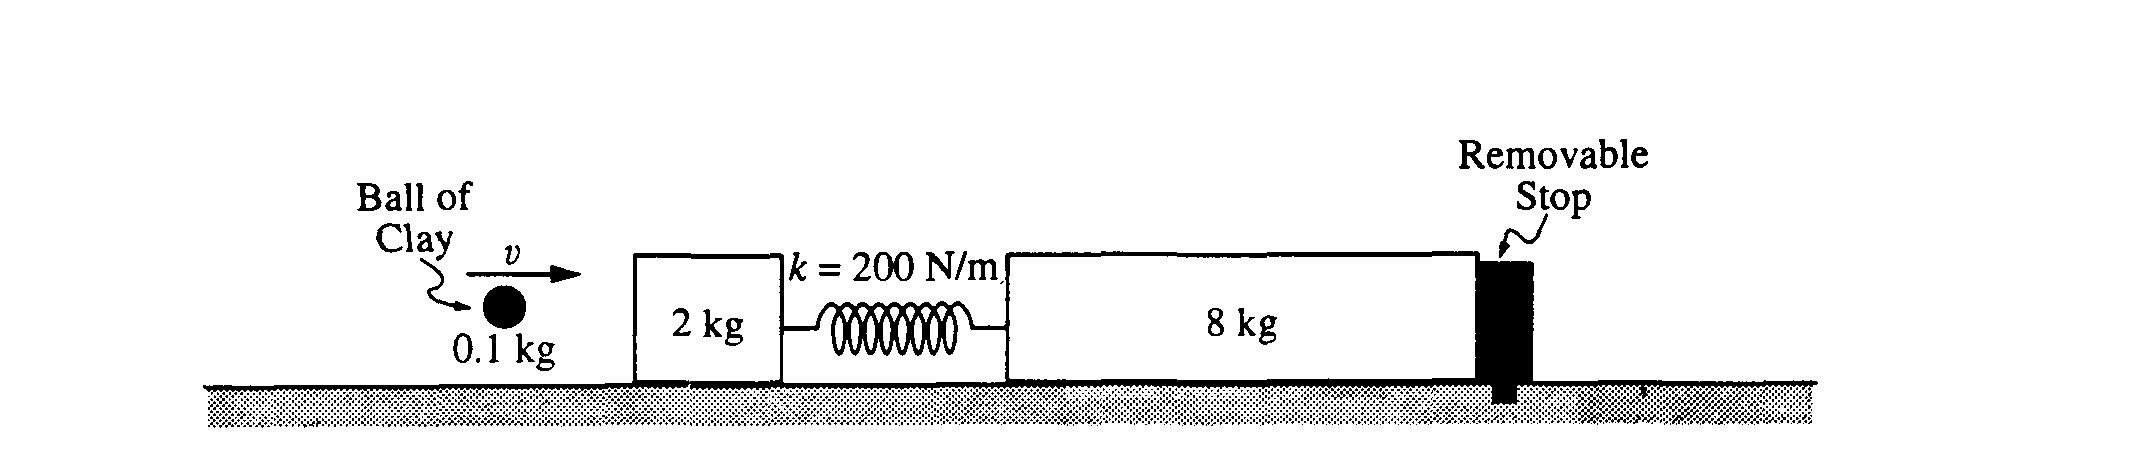 Removable
Stop
Ball of
Clay
v
k = 200 N/m
2 kg
8 kg
0.1 kg